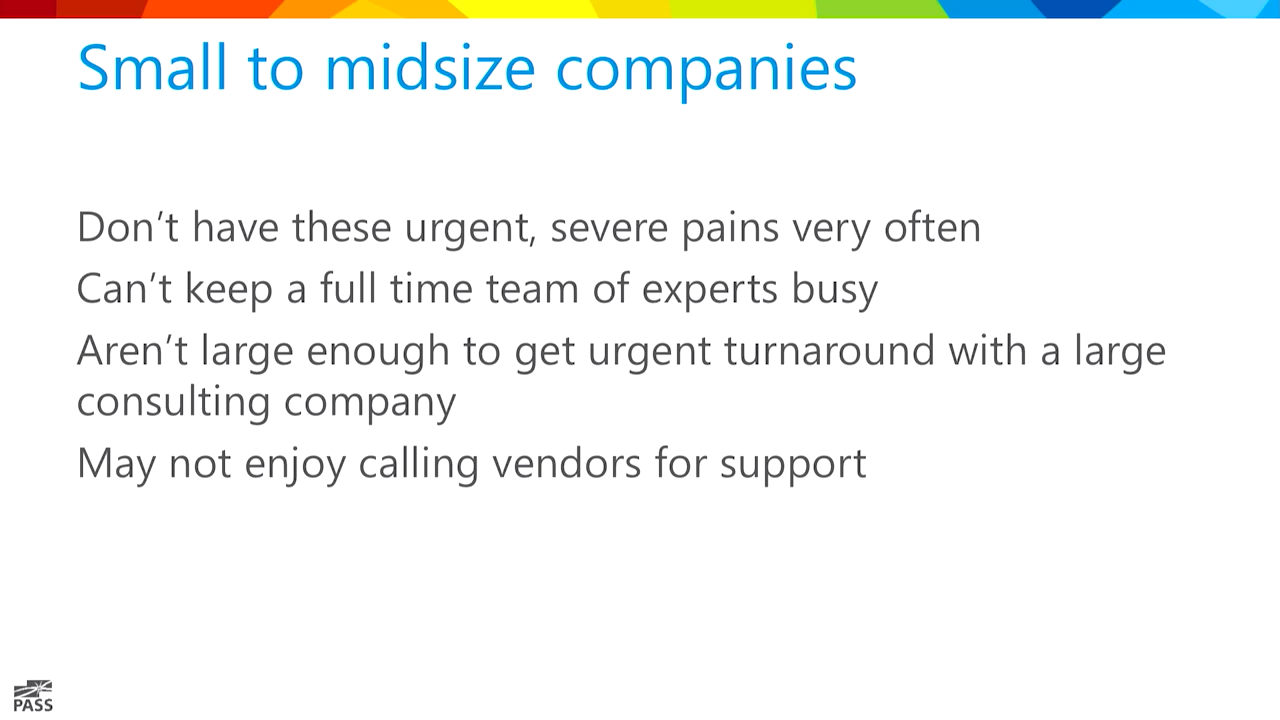 Small to midsize companies
Don’t have these urgent, severe pains very often
Can’t keep a full time team of experts busy
Aren’t large enough to get urgent turnaround with a large
consulting company
May not enjoy calling vendors for support
PASS